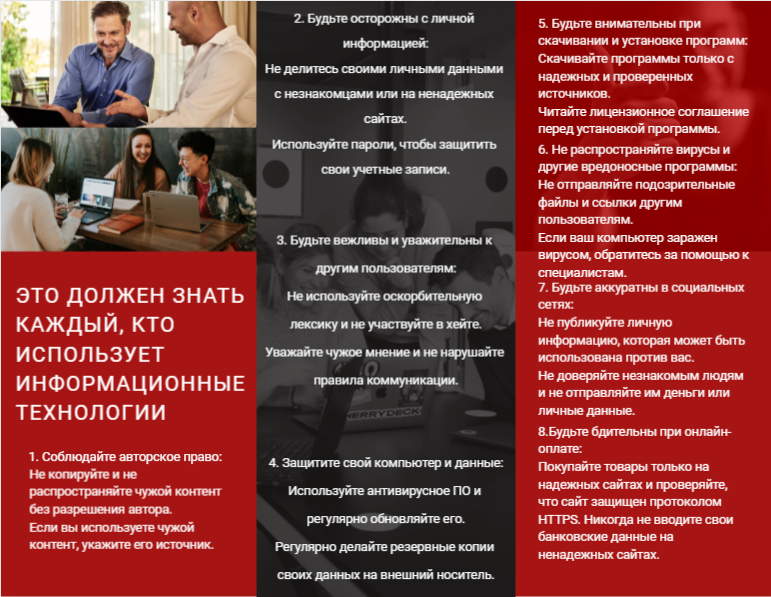 ЭТО ДОЛЖЕН ЗНАТЬ
КАЖДЫЙ, КТО
ИСПОЛЬЗУЕТ
ИНФОРМАЦИОННЫЕ
ТЕХНОЛОГИИ
1. Соблюдайте авторское право:
Не копируйте и не
распространяйте чужой контент
без разрешения автора.
Если вы используете чужой
контент, укажите его источник.
2. Будьте осторожны с личной
информацией:
Не делитесь своими личными данными
с незнакомцами или на ненадежных
сайтах.
Используйте пароли, чтобы защитить
свои учетные записи.
3. Будьте вежливы и уважительны к
другим пользователям:
Не используйте оскорбительную
лексику и не участвуйте в хейте.
Уважайте чужое мнение и не нарушайте
правила коммуникации.
HERRYDECK
4. Защитите свой компьютер и данные:
Используйте антивирусное ПО и
регулярно обновляйте его.
Регулярно делайте резервные копии
своих данных на внешний носитель.
5. Будьте внимательны при
скачивании и установке программ:
Скачивайте программы только с
надежных и проверенных
источников.
Читайте лицензионное соглашение
перед установкой программы.
6. Не распространяйте вирусы и
другие вредоносные программы:
Не отправляйте подозрительные
файлы и ссылки другим
пользователям.
Если ваш компьютер заражен
вирусом, обратитесь за помощью к
специалистам.
7. Будьте аккуратны в социальных
сетях:
Не публикуйте личную
информацию, которая может быть
использована против вас.
Не доверяйте незнакомым людям
и не отправляйте им деньги или
личные данные.
8.Будьте бдительны при онлайн-
оплате:
Покупайте товары только на
надежных сайтах и проверяйте,
что сайт защищен протоколом
HTTPS. Никогда не вводите свои
банковские данные на
ненадежных сайтах.